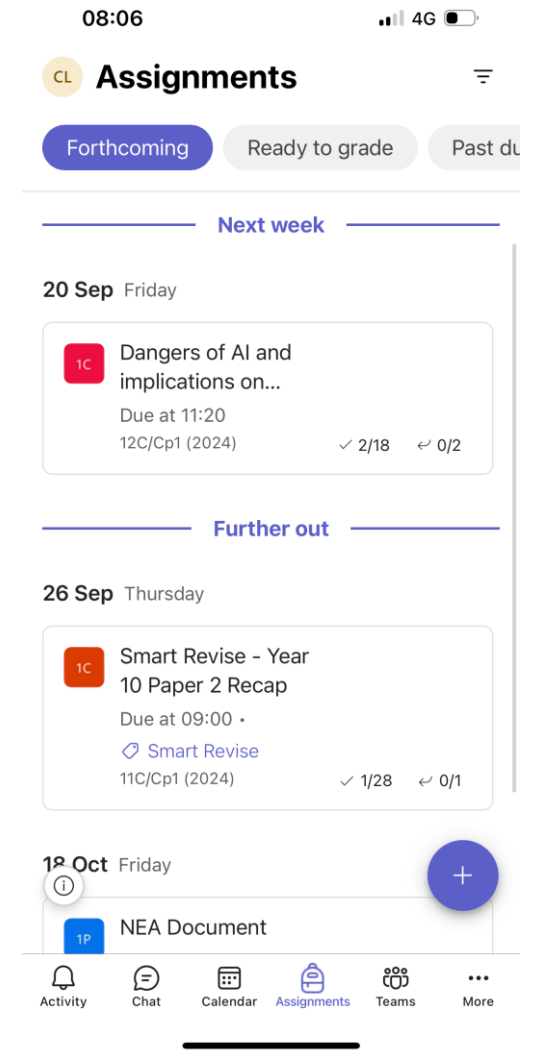 08:06 4G
CL Assignments
Forthcoming Ready to grade Past du
Next week
20 Sep Friday
1C Dangers of AI and
implications on...
Due at 11:20
12C/Cp1 (2024) 2/18 0/2
Further out
26 Sep Thursday
1C Smart Revise - Year
10 Paper 2 Recap
Due at 09:00 •
Smart Revise
11C/Cp1 (2024) 1/28 0/1
18 Oct Friday
1P NEA Document
Activity Chat Calendar Assignments Teams More